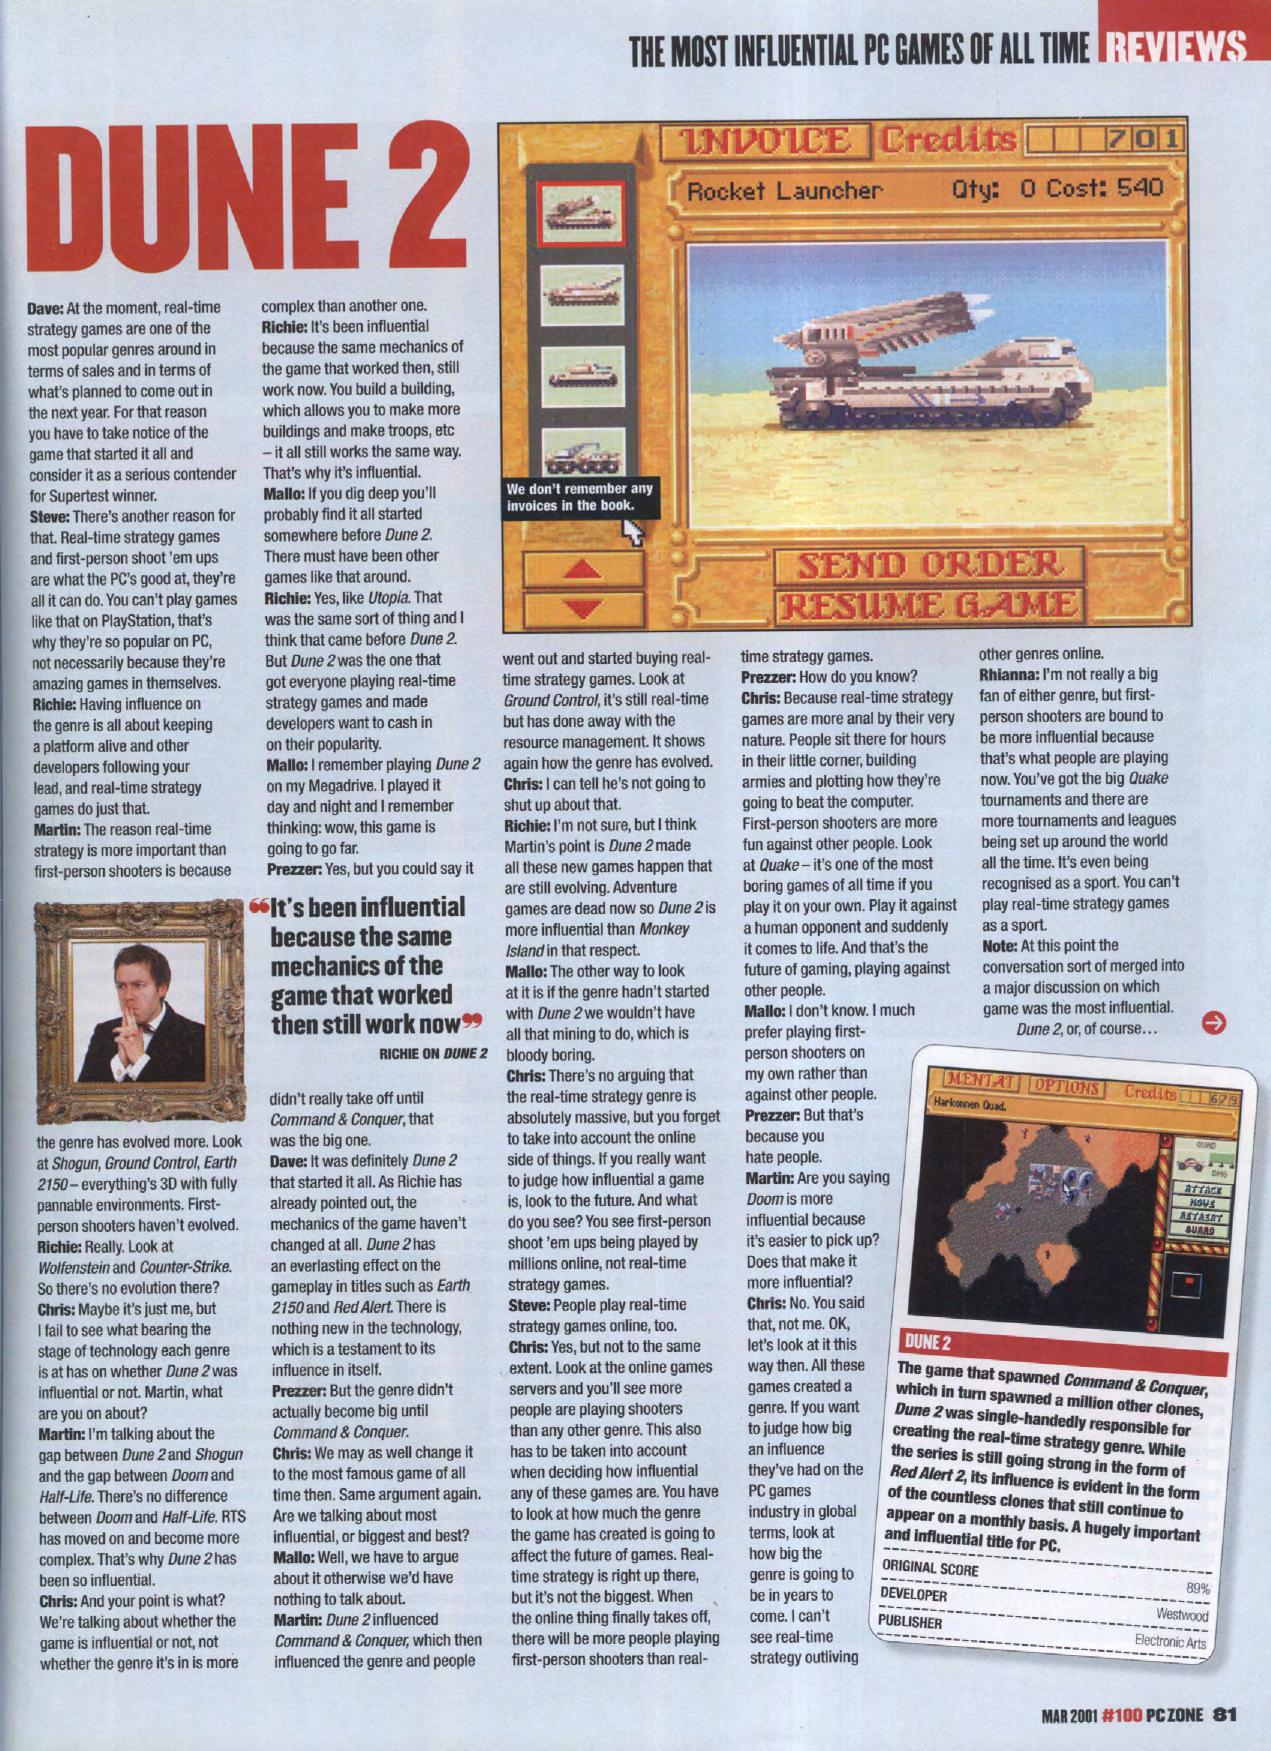 THE MOST INFLUENTIAL PC GAMES OF ALL TIME REVIEWS
DUNE 2
Dave: At the moment, real-time
strategy games are one of the
most popular genres around in
terms of sales and in terms of
what's planned to come out in
the next year. For that reason
you have to take notice of the
game that started it all and
consider it as a serious contender
for Supertest winner.
Steve: There's another reason for
that. Real-time strategy games
and first-person shoot 'em ups
are what the PC's good at, they're
all it can do. You can't play games
like that on PlayStation, that's
why they're so popular on PC,
not necessarily because they're
amazing games in themselves.
Richie: Having influence on
the genre is all about keeping
a platform alive and other
developers following your
lead, and real-time strategy
games do just that.
Martin: The reason real-time
strategy is more important than
first-person shooters is because
the genre has evolved more. Look
at Shogun, Ground Control, Earth
2150 – everything's 3D with fully
pannable environments. First-
person shooters haven't evolved.
Richie: Really. Look at
Wolfenstein and Counter-Strike.
So there's no evolution there?
Chris: Maybe it's just me, but
I fail to see what bearing the
stage of technology each genre
is at has on whether Dune 2 was
influential or not. Martin, what
are you on about?
Martin: I'm talking about the
gap between Dune 2 and Shogun
and the gap between Doom and
Half-Life. There's no difference
between Doom and Half-Life. RTS
has moved on and become more
complex. That's why Dune 2 has
been so influential.
Chris: And your point is what?
We're talking about whether the
game is influential or not, not
whether the genre it's in is more
complex than another one.
Richie: It's been influential
because the same mechanics of
the game that worked then, still
work now. You build a building,
which allows you to make more
buildings and make troops, etc
– it all still works the same way.
That's why it's influential.
Mallo: If you dig deep you'll
probably find it all started
somewhere before Dune 2.
There must have been other
games like that around.
Richie: Yes, like Utopia. That
was the same sort of thing and I
think that came before Dune 2.
But Dune 2 was the one that
got everyone playing real-time
strategy games and made
developers want to cash in
on their popularity.
Mallo: I remember playing Dune 2
on my Megadrive. I played it
day and night and I remember
thinking: wow, this game is
going to go far.
Prezzer: Yes, but you could say it
“It's been influential
because the same
mechanics of the
game that worked
then still work now”
RICHIE ON DUNE 2
didn't really take off until
Command & Conquer, that
was the big one.
Dave: It was definitely Dune 2
that started it all. As Richie has
already pointed out, the
mechanics of the game haven't
changed at all. Dune 2 has
an everlasting effect on the
gameplay in titles such as Earth
2150 and Red Alert. There is
nothing new in the technology,
which is a testament to its
influence in itself.
Prezzer: But the genre didn't
actually become big until
Command & Conquer.
Chris: We may as well change it
to the most famous game of all
time then. Same argument again.
Are we talking about most
influential, or biggest and best?
Mallo: Well, we have to argue
about it otherwise we'd have
nothing to talk about.
Martin: Dune 2 influenced
Command & Conquer, which then
influenced the genre and people
INVOICE Credits 701
Rocket Launcher Qty: 0 Cost: 540
We don't remember any
invoices in the book.
SEND ORDER
RESUME GAME
went out and started buying real-
time strategy games. Look at
Ground Control, it's still real-time
but has done away with the
resource management. It shows
again how the genre has evolved.
Chris: I can tell he's not going to
shut up about that.
Richie: I'm not sure, but I think
Martin's point is Dune 2 made
all these new games happen that
are still evolving. Adventure
games are dead now so Dune 2 is
more influential than Monkey
Island in that respect.
Mallo: The other way to look
at it is if the genre hadn't started
with Dune 2 we wouldn't have
all that mining to do, which is
bloody boring.
Chris: There's no arguing that
the real-time strategy genre is
absolutely massive, but you forget
to take into account the online
side of things. If you really want
to judge how influential a game
is, look to the future. And what
do you see? You see first-person
shoot 'em ups being played by
millions online, not real-time
strategy games.
Steve: People play real-time
strategy games online, too.
Chris: Yes, but not to the same
extent. Look at the online games
servers and you'll see more
people are playing shooters
than any other genre. This also
has to be taken into account
when deciding how influential
any of these games are. You have
to look at how much the genre
the game has created is going to
affect the future of games. Real-
time strategy is right up there,
but it's not the biggest. When
the online thing finally takes off,
there will be more people playing
first-person shooters than real-
time strategy games.
Prezzer: How do you know?
Chris: Because real-time strategy
games are more anal by their very
nature. People sit there for hours
in their little corner, building
armies and plotting how they're
going to beat the computer.
First-person shooters are more
fun against other people. Look
at Quake – it's one of the most
boring games of all time if you
play it on your own. Play it against
a human opponent and suddenly
it comes to life. And that's the
future of gaming, playing against
other people.
Mallo: I don't know. I much
prefer playing first-
person shooters on
my own rather than
against other people.
Prezzer: But that's
because you
hate people.
Martin: Are you saying
Doom is more
influential because
it's easier to pick up?
Does that make it
more influential?
Chris: No. You said
that, not me. OK,
let's look at it this
way then. All these
games created a
genre. If you want
to judge how big
an influence
they've had on the
PC games
industry in global
terms, look at
how big the
genre is going to
be in years to
come. I can't
see real-time
strategy outliving
other genres online.
Rhianna: I'm not really a big
fan of either genre, but first-
person shooters are bound to
be more influential because
that's what people are playing
now. You've got the big Quake
tournaments and there are
more tournaments and leagues
being set up around the world
all the time. It's even being
recognised as a sport. You can't
play real-time strategy games
as a sport.
Note: At this point the
conversation sort of merged into
a major discussion on which
game was the most influential.
Dune 2, or, of course...
MENTAT OPTIONS Credits 679
Harkonnen Quad.
QUAD
DMG
ATTACK
MOVE
RETREAT
GUARD
DUNE 2
The game that spawned Command & Conquer,
which in turn spawned a million other clones,
Dune 2 was single-handedly responsible for
creating the real-time strategy genre. While
the series is still going strong in the form of
Red Alert 2, its influence is evident in the form
of the countless clones that still continue to
appear on a monthly basis. A hugely important
and influential title for PC.
ORIGINAL SCORE 89%
DEVELOPER Westwood
PUBLISHER Electronic Arts
MAR 2001 #100 PC ZONE 81